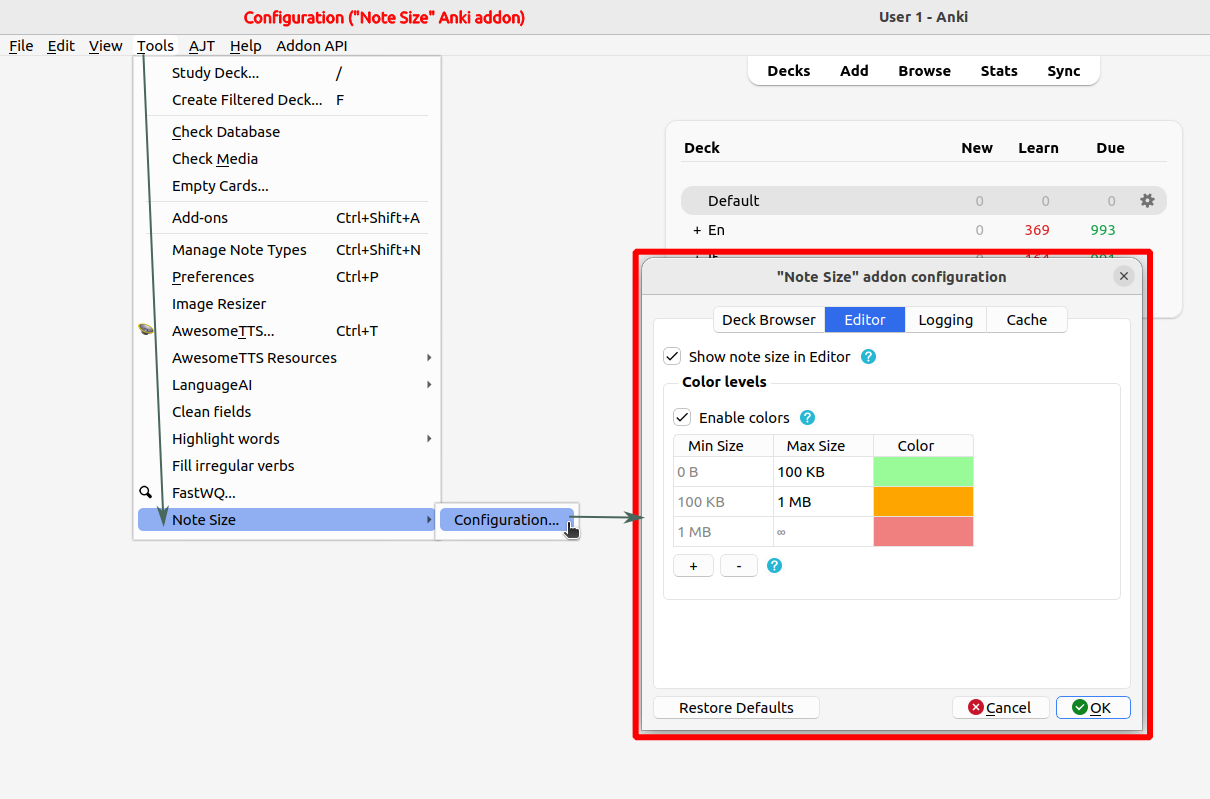 Configuration ("Note Size" Anki addon)
User 1 - Anki
File Edit View Tools AJT Help Addon API
Decks Add Browse Stats Sync
Study Deck... /
Create Filtered Deck... F
Check Database
Check Media
Empty Cards...
Add-ons Ctrl+Shift+A
Manage Note Types Ctrl+Shift+N
Preferences Ctrl+P
Image Resizer
AwesomeTTS... Ctrl+T
AwesomeTTS Resources
LanguageAI
Clean fields
Highlight words
Fill irregular verbs
FastWQ...
Note Size
Configuration...
Deck New Learn Due
Default 0 0 0
+ En 0 369 993
"Note Size" addon configuration
Deck Browser Editor Logging Cache
Show note size in Editor ?
Color levels
Enable colors ?
Min Size Max Size Color
0 B 100 KB
100 KB 1 MB
1 MB ∞
+ - ?
Restore Defaults Cancel OK